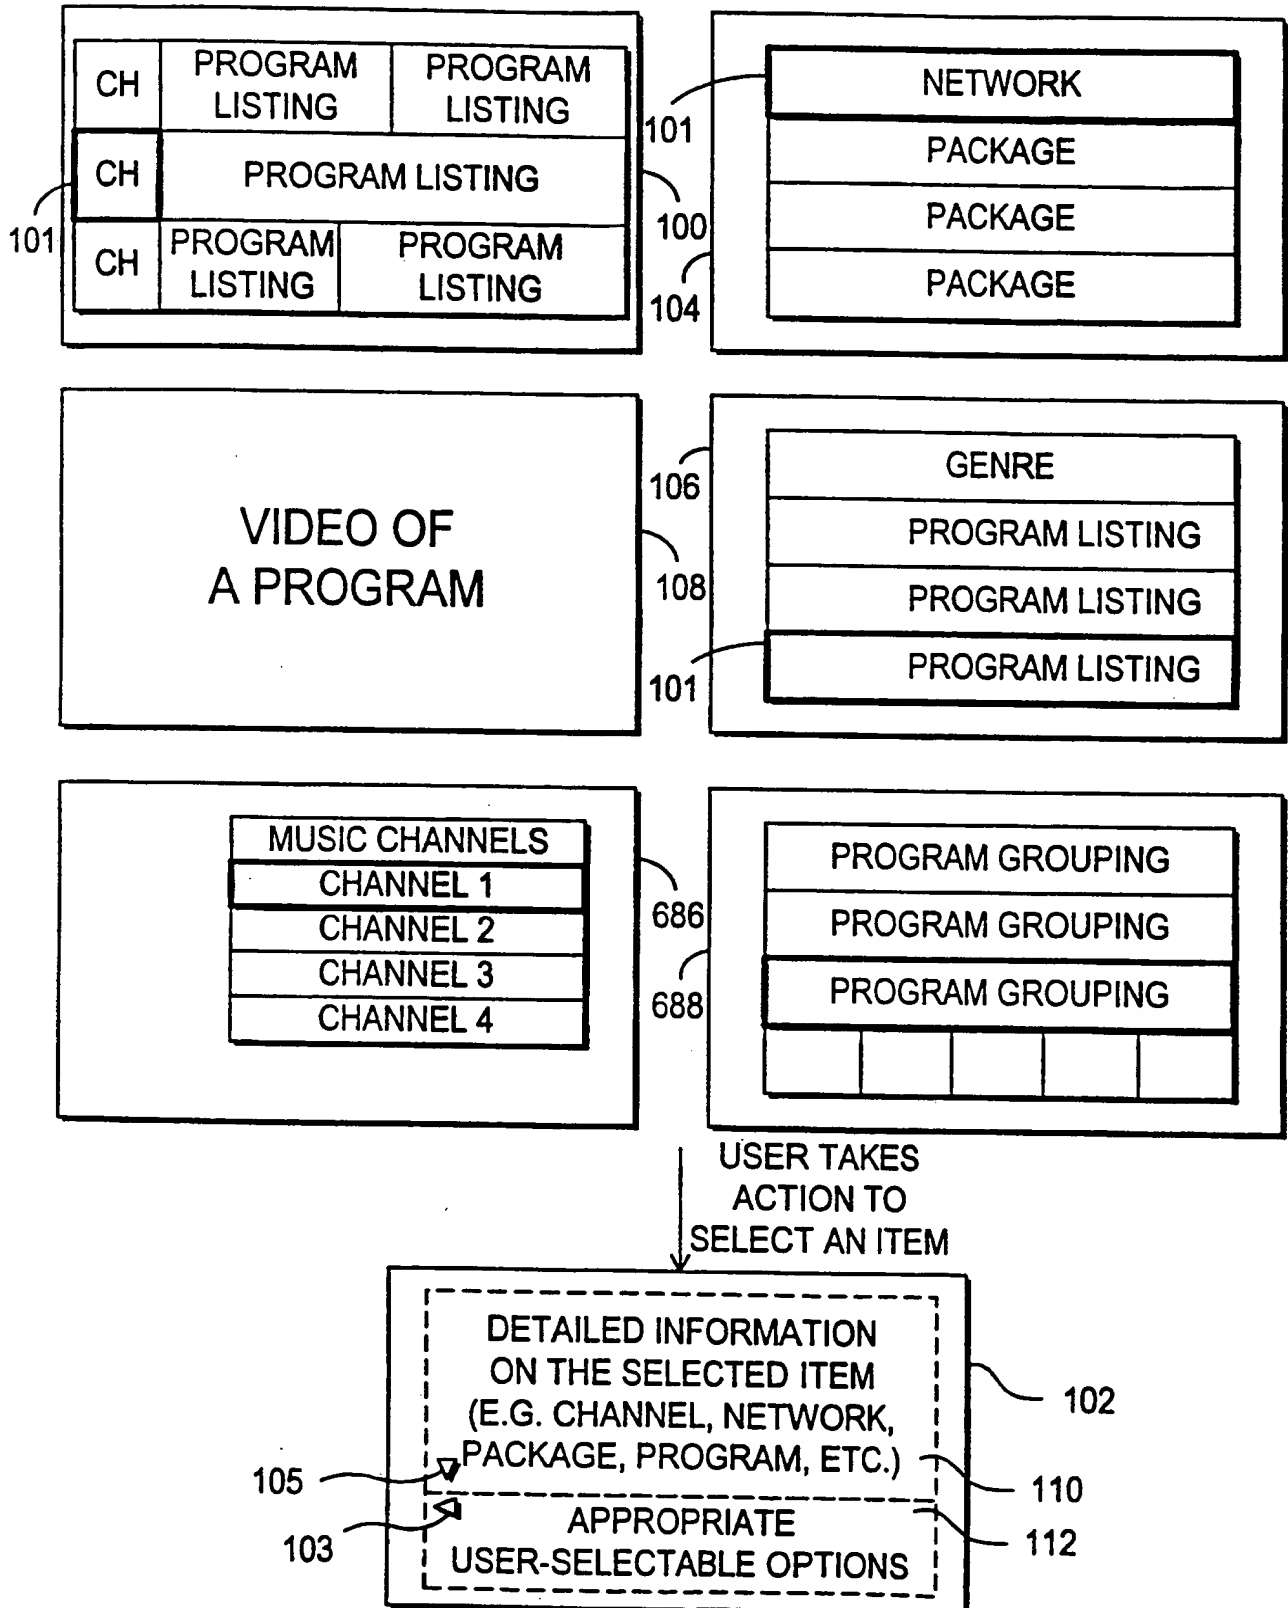 CH
PROGRAM
LISTING
PROGRAM
LISTING
CH
PROGRAM LISTING
CH
PROGRAM
LISTING
PROGRAM
LISTING
101
100
NETWORK
PACKAGE
PACKAGE
PACKAGE
101
104
VIDEO OF
A PROGRAM
108
GENRE
PROGRAM LISTING
PROGRAM LISTING
PROGRAM LISTING
106
101
MUSIC CHANNELS
CHANNEL 1
CHANNEL 2
CHANNEL 3
CHANNEL 4
686
PROGRAM GROUPING
PROGRAM GROUPING
PROGRAM GROUPING
688
USER TAKES
ACTION TO
SELECT AN ITEM
DETAILED INFORMATION
ON THE SELECTED ITEM
(E.G. CHANNEL, NETWORK,
PACKAGE, PROGRAM, ETC.)
102
105
110
APPROPRIATE
USER-SELECTABLE OPTIONS
103
112